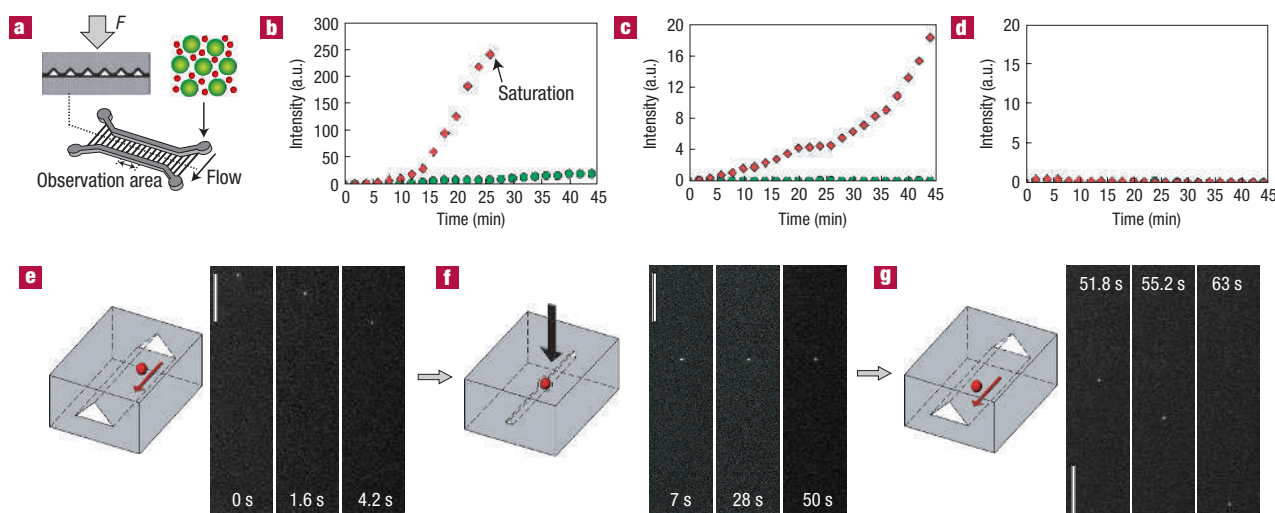 a
F
Observation area
Flow
b
Intensity (a.u.)
300
250
200
150
100
50
0
0 5 10 15 20 25 30 35 40 45
Time (min)
Saturation
c
Intensity (a.u.)
20
16
12
8
4
0
0 5 10 15 20 25 30 35 40 45
Time (min)
d
Intensity (a.u.)
20
15
10
5
0
0 5 10 15 20 25 30 35 40 45
Time (min)
e
0 s 1.6 s 4.2 s
f
7 s 28 s 50 s
g
51.8 s 55.2 s 63 s